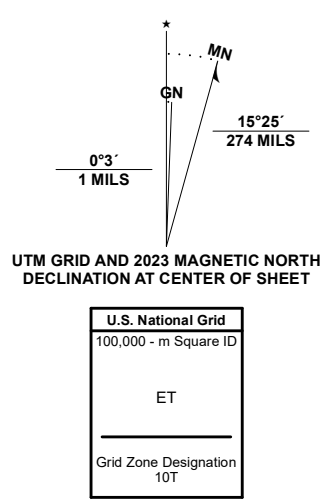 ★
MN
GN
15°25´
274 MILS
0°3´
1 MILS
UTM GRID AND 2023 MAGNETIC NORTH
DECLINATION AT CENTER OF SHEET
U.S. National Grid
100,000 - m Square ID
ET
Grid Zone Designation
10T